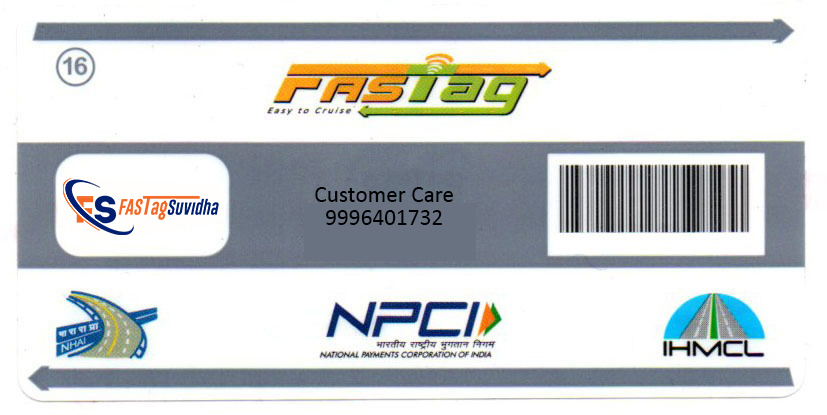 16
FASTag
Easy to Cruise
FS FASTagSuvidha
Customer Care
9996401732
भा रा रा प्रा
NHAI
NPCI
भारतीय राष्ट्रीय भुगतान निगम
NATIONAL PAYMENTS CORPORATION OF INDIA
IHMCL